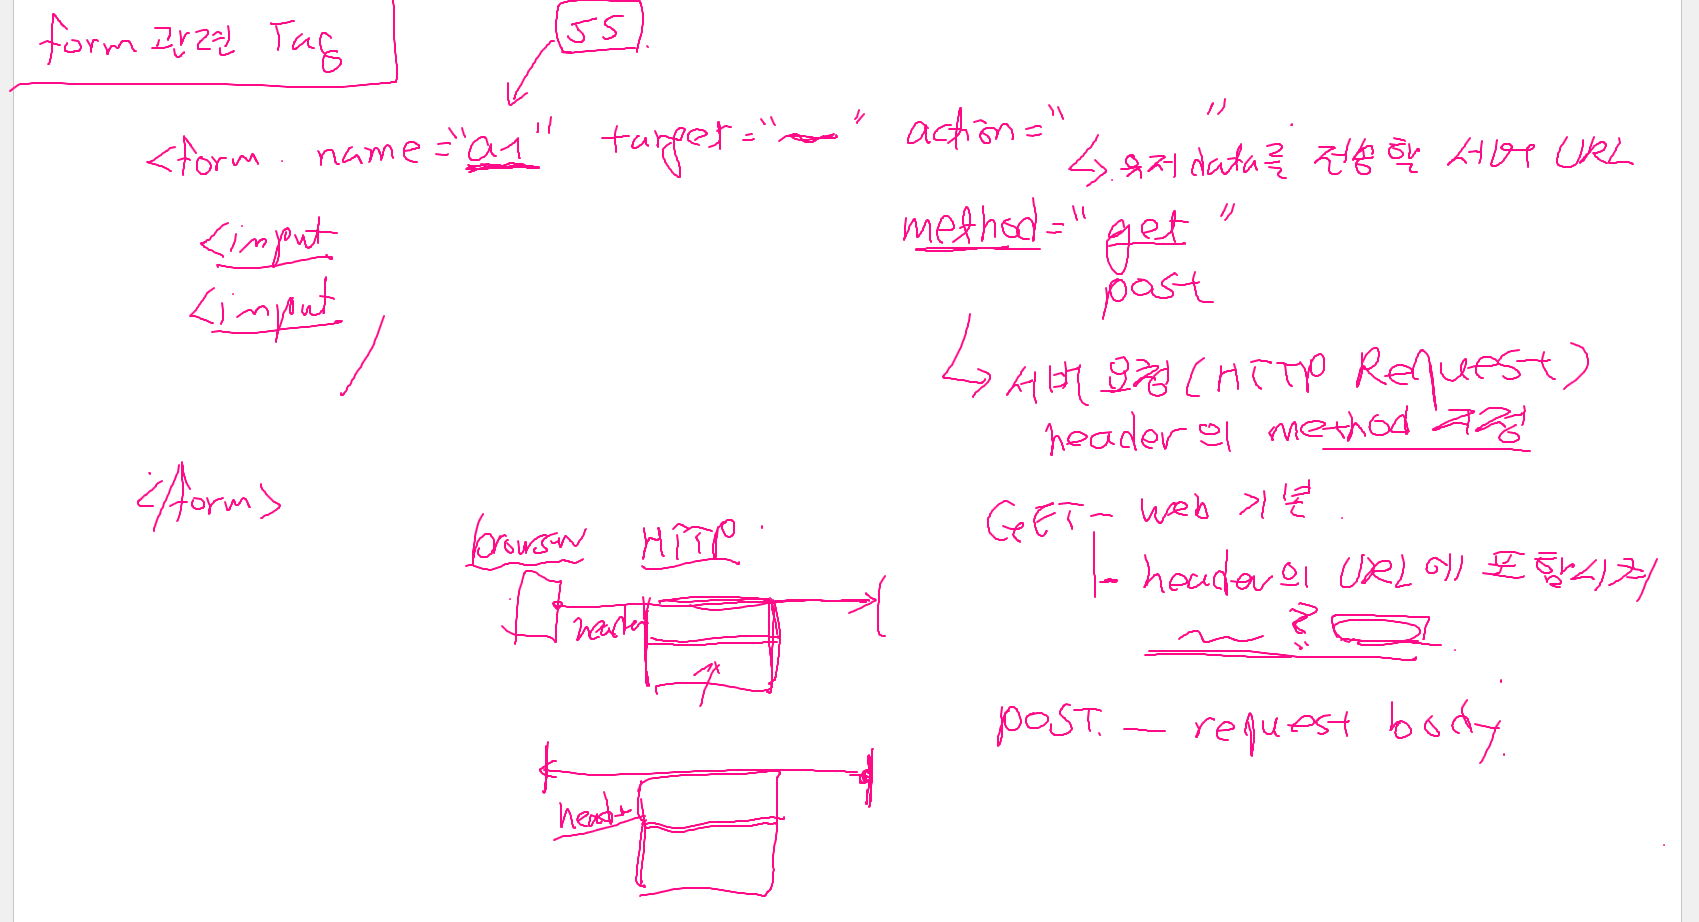 form 관련 Tag
JS
<form name="a1" target="" action=""
유저 data를 전송할 서버 URL
<input
method="get"
post
<input
서버 요청(HTTP Request)
header의 method 규정
</form>
GET - web 기본
browser HTTP
header의 URL에 포함시켜
header
?
POST. - request body.
header